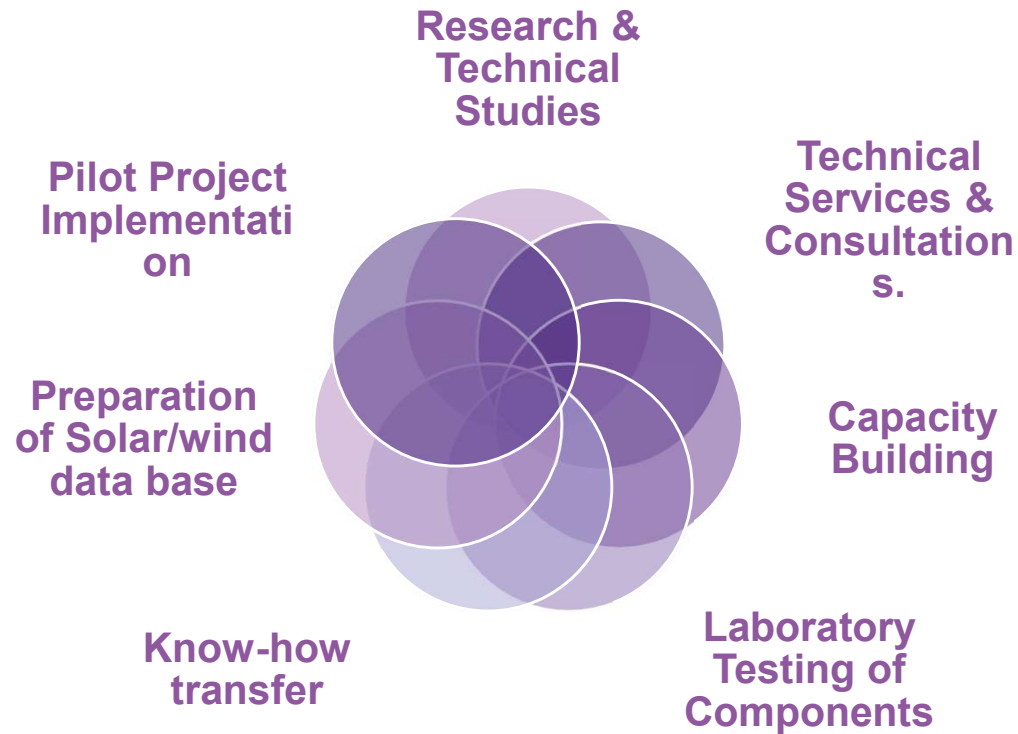 Research &
Technical
Studies
Technical
Services &
Consultation
s.
Capacity
Building
Laboratory
Testing of
Components
Know-how
transfer
Preparation
of Solar/wind
data base
Pilot Project
Implementati
on